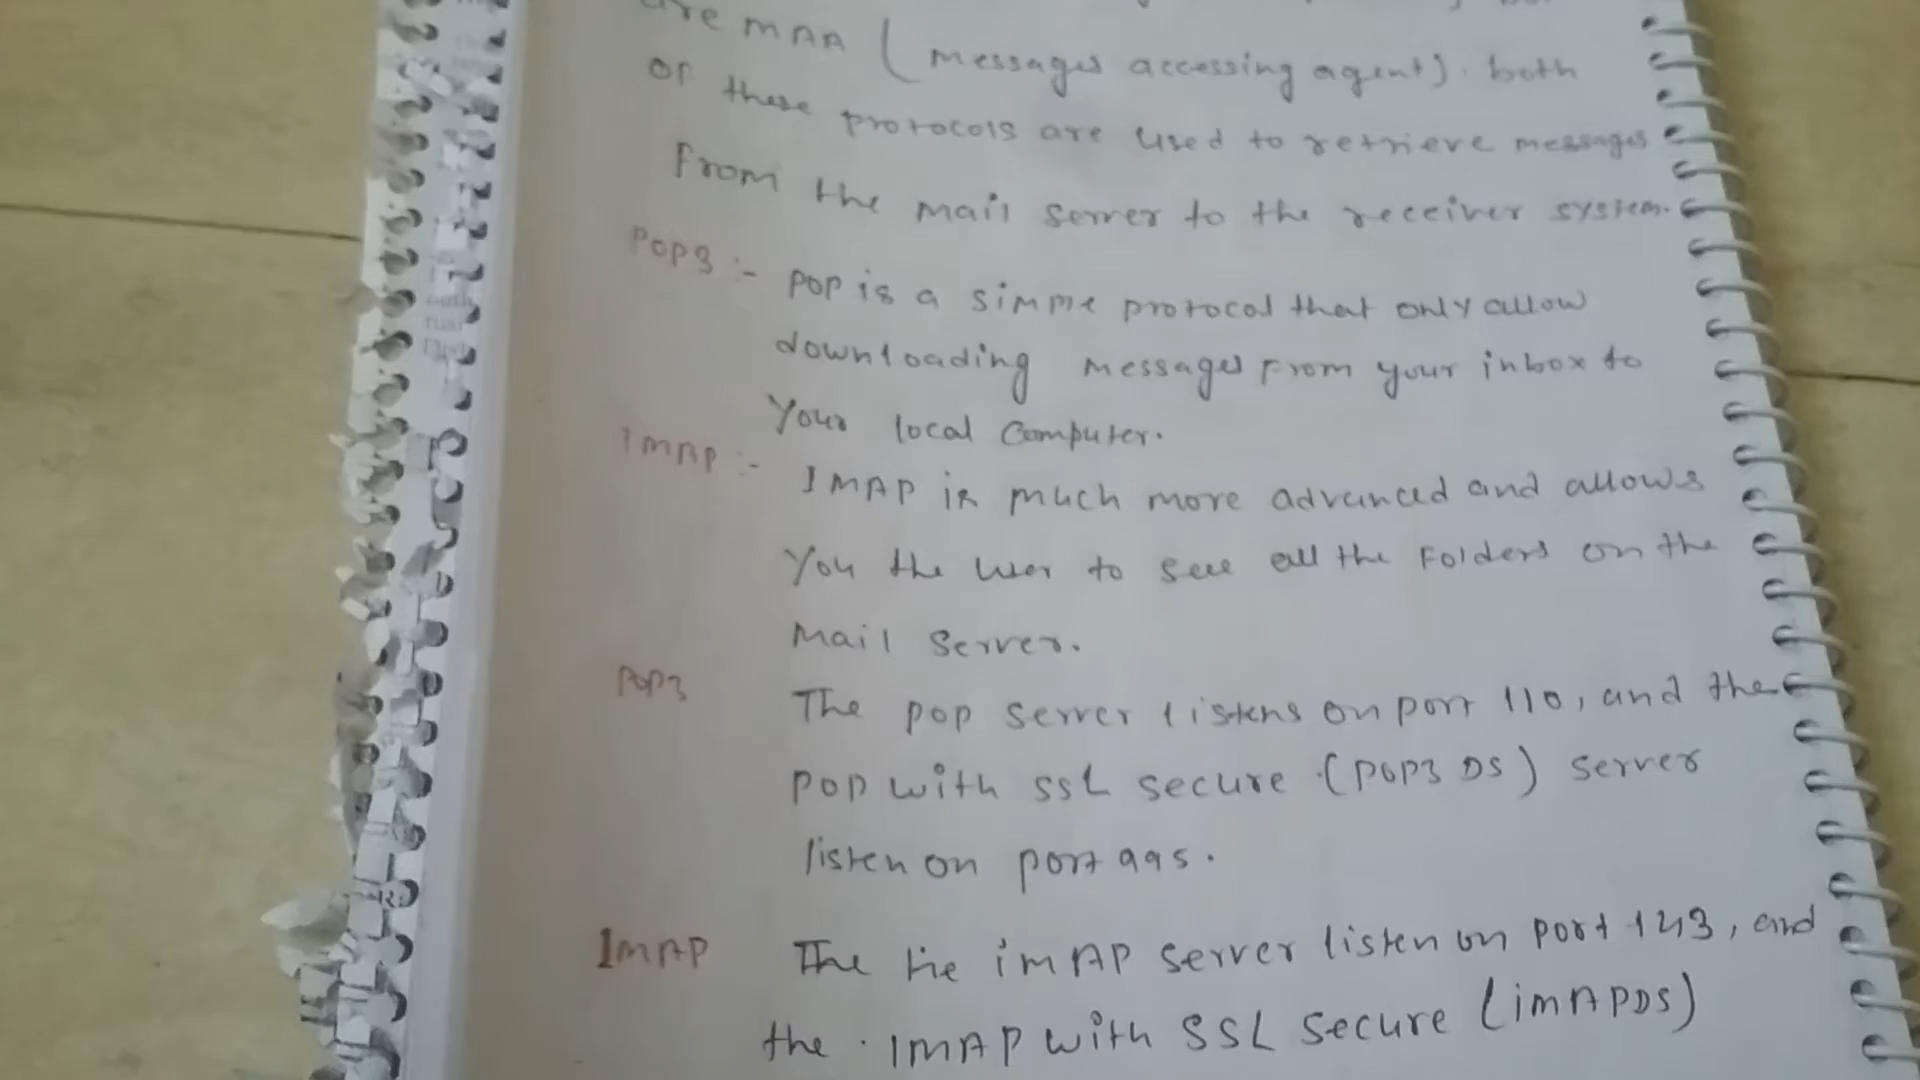 are MAA (messages accessing agent). both
of these protocols are used to retrieve messages
From the mail server to the receiver system.
POP3 :- POP is a simple protocol that only allow
downloading messages from your inbox to
Your local Computer.
IMAP :- IMAP is much more advanced and allows
You the user to see all the Folders on the
Mail Server.
POP3 The POP server listens on port 110, and the
POP with SSL secure (POP3 DS) server
listen on port 995.
IMAP The the iMAP server listen on port 143, and
the . IMAP with SSL Secure (iMAPDS)